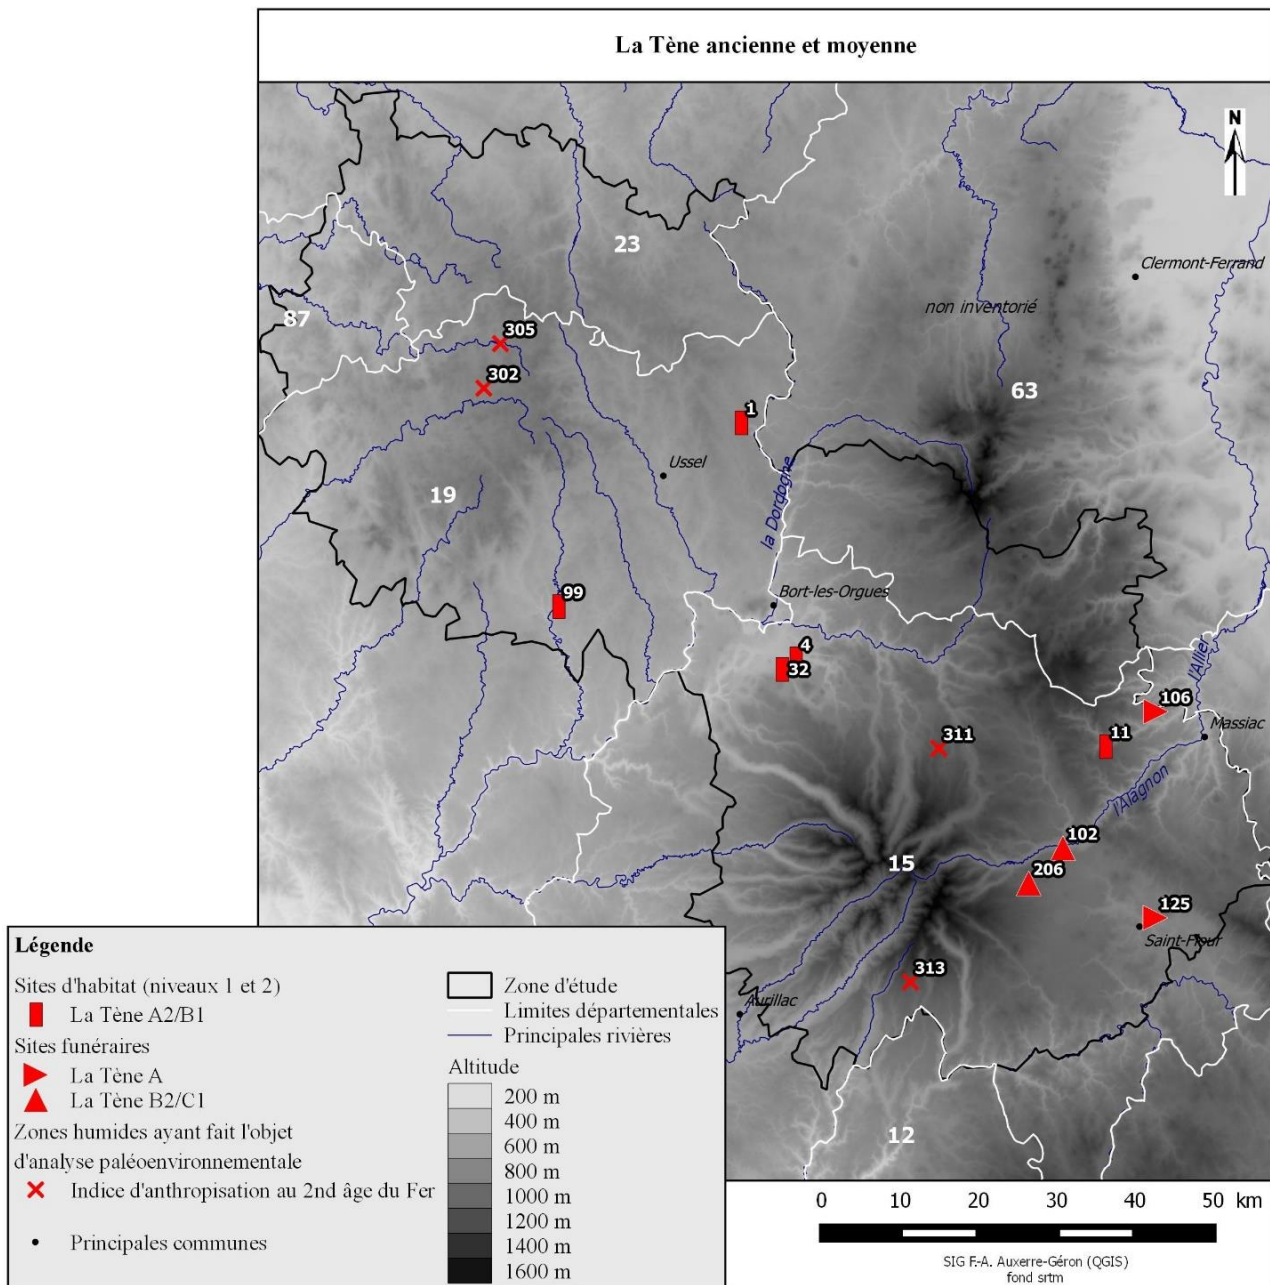 La Tène ancienne et moyenne
N
23
Clermont-Ferrand
non inventorié
87
305
302
63
1
Ussel
la Dordogne
19
99
Bort-les-Orgues
4
32
l'Allier
106
Massiac
11
311
l'Alagnon
102
15
206
125
Saint-Flour
313
Aurillac
12
Légende
Sites d'habitat (niveaux 1 et 2)
La Tène A2/B1
Sites funéraires
La Tène A
La Tène B2/C1
Zones humides ayant fait l'objet
d'analyse paléoenvironnementale
Indice d'anthropisation au 2nd âge du Fer
Principales communes
Zone d'étude
Limites départementales
Principales rivières
Altitude
200 m
400 m
600 m
800 m
1000 m
1200 m
1400 m
1600 m
0 10 20 30 40 50 km
SIG F.-A. Auxerre-Géron (QGIS)
fond srtm